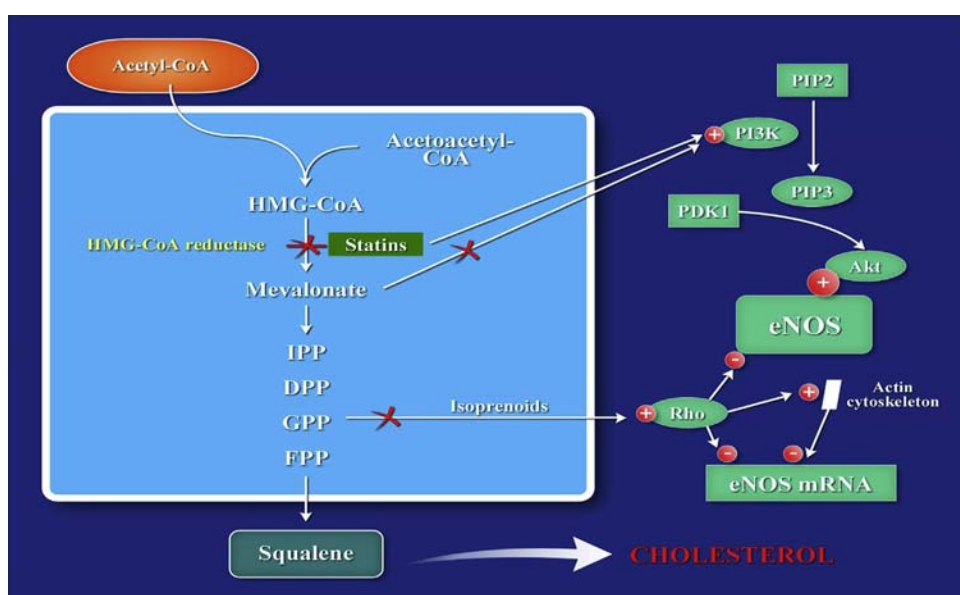 Acetyl-CoA
Acetoacetyl-
CoA
HMG-CoA
HMG-CoA reductase
Statins
Mevalonate
IPP
DPP
GPP
FPP
Isoprenoids
Squalene
CHOLESTEROL
PIP2
+
PI3K
PIP3
PDK1
Akt
+
eNOS
-
+
Rho
+
Actin
cytoskeleton
-
-
eNOS mRNA